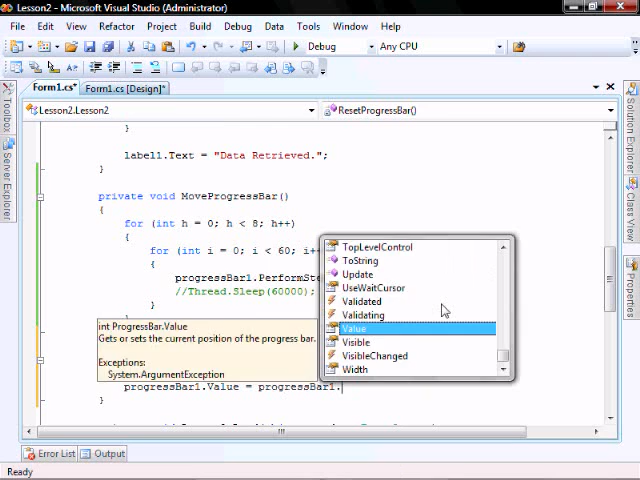 Lesson2 - Microsoft Visual Studio (Administrator)
File Edit View Refactor Project Build Debug Data Tools Window Help
Debug Any CPU
Form1.cs* Form1.cs [Design]*
Lesson2.Lesson2 ResetProgressBar()
Toolbox
Server Explorer
Solution Explorer
Class View
Properties
}
label1.Text = "Data Retrieved.";
}
private void MoveProgressBar()
{
for (int h = 0; h < 8; h++)
{
for (int i = 0; i < 60; i++
{
progressBar1.PerformSte
//Thread.Sleep(60000);
}
TopLevelControl
ToString
Update
UseWaitCursor
Validated
Validating
Value
Visible
VisibleChanged
Width
int ProgressBar.Value
Gets or sets the current position of the progress bar.
Exceptions:
System.ArgumentException
progressBar1.Value = progressBar1.
}
Error List Output
Ready